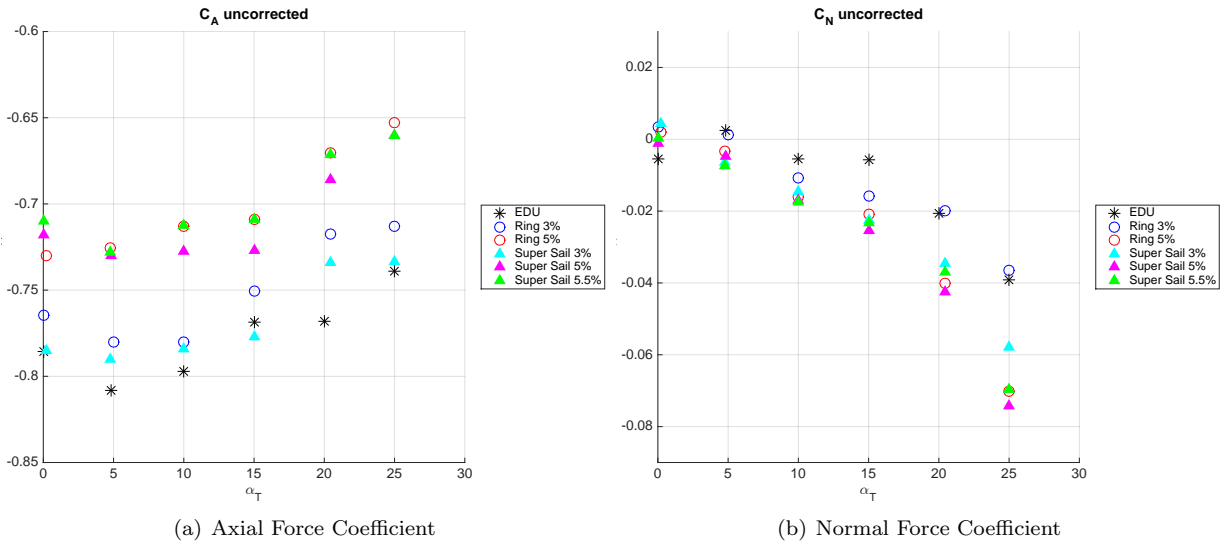 C_A uncorrected
-0.6
-0.65
-0.7
-0.75
-0.8
-0.85
0
5
10
15
20
25
30
α_T
EDU
Ring 3%
Ring 5%
Super Sail 3%
Super Sail 5%
Super Sail 5.5%
(a) Axial Force Coefficient
C_N uncorrected
0.02
0
-0.02
-0.04
-0.06
-0.08
0
5
10
15
20
25
30
α_T
EDU
Ring 3%
Ring 5%
Super Sail 3%
Super Sail 5%
Super Sail 5.5%
(b) Normal Force Coefficient